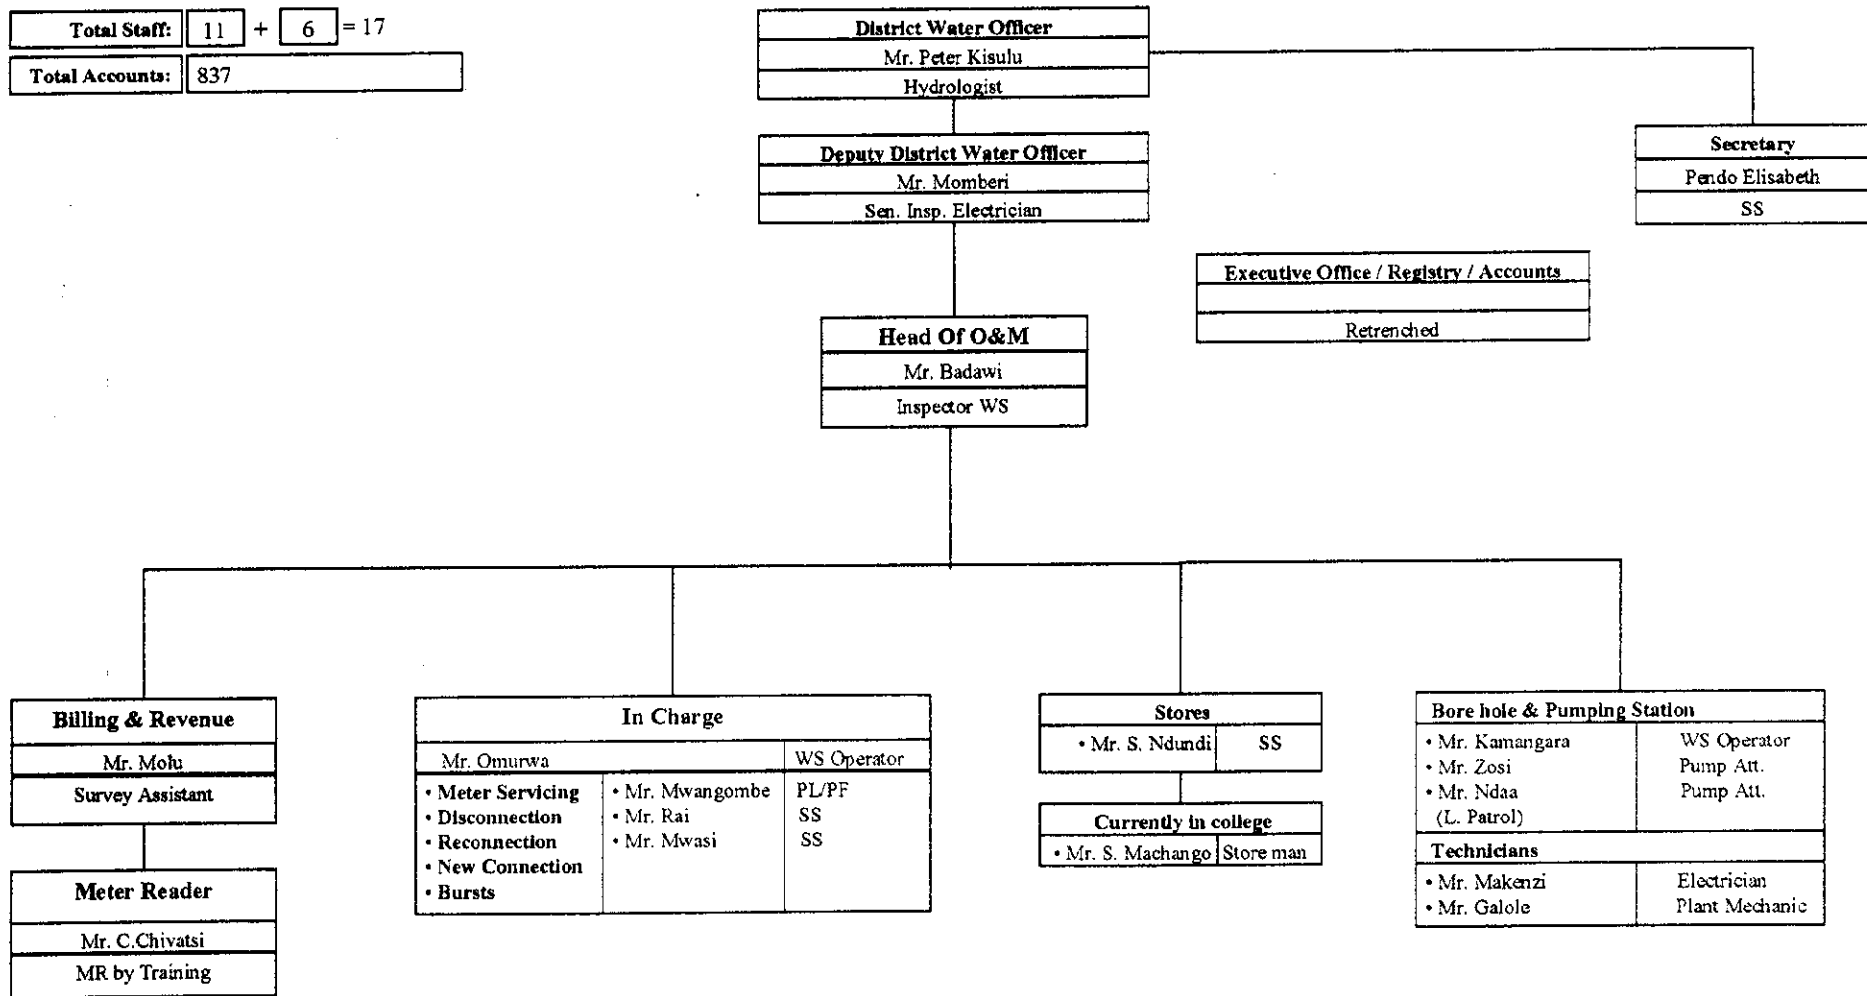 Total Staff: 11 + 6 = 17
Total Accounts: 837
District Water Officer
Mr. Peter Kisulu
Hydrologist
Deputy District Water Officer
Mr. Momberi
Sen. Insp. Electrician
Secretary
Pendo Elisabeth
SS
Executive Office / Registry / Accounts
Retrenched
Head Of O&M
Mr. Badawi
Inspector WS
Billing & Revenue
Mr. Molu
Survey Assistant
Meter Reader
Mr. C.Chivatsi
MR by Training
In Charge
Mr. Omurwa WS Operator
• Meter Servicing • Mr. Mwangombe PL/PF
• Disconnection • Mr. Rai SS
• Reconnection • Mr. Mwasi SS
• New Connection
• Bursts
Stores
• Mr. S. Ndundi SS
Currently in college
• Mr. S. Machango Store man
Bore hole & Pumping Station
• Mr. Kamangara WS Operator
• Mr. Zosi Pump Att.
• Mr. Ndaa Pump Att.
(L. Patrol)
Technicians
• Mr. Makenzi Electrician
• Mr. Galole Plant Mechanic